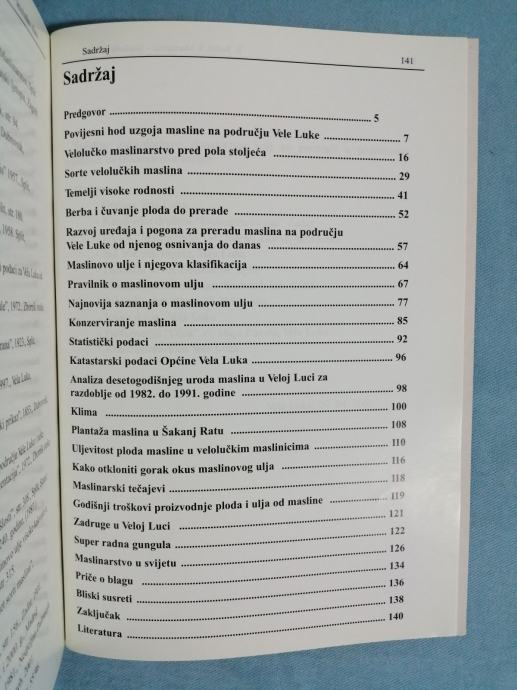 Sadržaj 141
Sadržaj
Predgovor 5
Povijesni hod uzgoja masline na području Vele Luke 7
Velolučko maslinarstvo pred pola stoljeća 16
Sorte velolučkih maslina 29
Temelji visoke rodnosti 41
Berba i čuvanje ploda do prerade 52
Razvoj uređaja i pogona za preradu maslina na području
Vele Luke od njenog osnivanja do danas 57
Maslinovo ulje i njegova klasifikacija 64
Pravilnik o maslinovom ulju 67
Najnovija saznanja o maslinovom ulju 77
Konzerviranje maslina 85
Statistički podaci 92
Katastarski podaci Općine Vela Luka 96
Analiza desetogodišnjeg uroda maslina u Veloj Luci za
razdoblje od 1982. do 1991. godine 98
Klima 100
Plantaža maslina u Šakanj Ratu 108
Uljevitost ploda masline u velolučkim maslinicima 110
Kako otkloniti gorak okus maslinovog ulja 116
Maslinarski tečajevi 118
Godišnji troškovi proizvodnje ploda i ulja od masline 119
Zadruge u Veloj Luci 121
Super radna gungula 122
Maslinarstvo u svijetu 126
Priče o blagu 134
Bliski susreti 136
Zaključak 138
Literatura 140